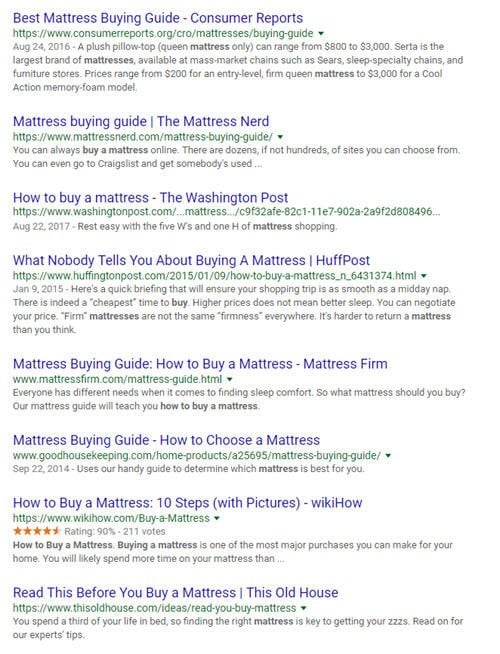 Best Mattress Buying Guide - Consumer Reports
https://www.consumerreports.org/cro/mattresses/buying-guide
Aug 24, 2016 - A plush pillow-top (queen mattress only) can range from $800 to $3,000. Serta is the
largest brand of mattresses, available at mass-market chains such as Sears, sleep-specialty chains, and
furniture stores. Prices range from $200 for an entry-level, firm queen mattress to $3,000 for a Cool
Action memory-foam model.
Mattress buying guide | The Mattress Nerd
https://www.mattressnerd.com/mattress-buying-guide/
You can always buy a mattress online. There are dozens, if not hundreds, of sites you can choose from.
You can even go to Craigslist and get somebody's used ...
How to buy a mattress - The Washington Post
https://www.washingtonpost.com/...mattress.../c9f32afe-82c1-11e7-902a-2a9f2d808496...
Aug 22, 2017 - Rest easy with the five W's and one H of mattress shopping.
What Nobody Tells You About Buying A Mattress | HuffPost
https://www.huffingtonpost.com/2015/01/09/how-to-buy-a-mattress_n_6431374.html
Jan 9, 2015 - Here's a quick briefing that will ensure your shopping trip is as smooth as a midday nap.
There is indeed a "cheapest" time to buy. Higher prices does not mean better sleep. You can negotiate
your price. "Firm" mattresses are not the same "firmness" everywhere. It's harder to return a mattress
than you think.
Mattress Buying Guide: How to Buy a Mattress - Mattress Firm
www.mattressfirm.com/mattress-guide.html
Everyone has different needs when it comes to finding sleep comfort. So what mattress should you buy?
Our mattress guide will teach you how to buy a mattress.
Mattress Buying Guide - How to Choose a Mattress
www.goodhousekeeping.com/home-products/a25695/mattress-buying-guide/
Sep 22, 2014 - Uses our handy guide to determine which mattress is best for you.
How to Buy a Mattress: 10 Steps (with Pictures) - wikiHow
https://www.wikihow.com/Buy-a-Mattress
Rating: 90% - 211 votes
How to Buy a Mattress. Buying a mattress is one of the most major purchases you can make for your
home. You will likely spend more time on your mattress than ...
Read This Before You Buy a Mattress | This Old House
https://www.thisoldhouse.com/ideas/read-you-buy-mattress
You spend a third of your life in bed, so finding the right mattress is key to getting your zzzs. Read on for
our experts' tips.